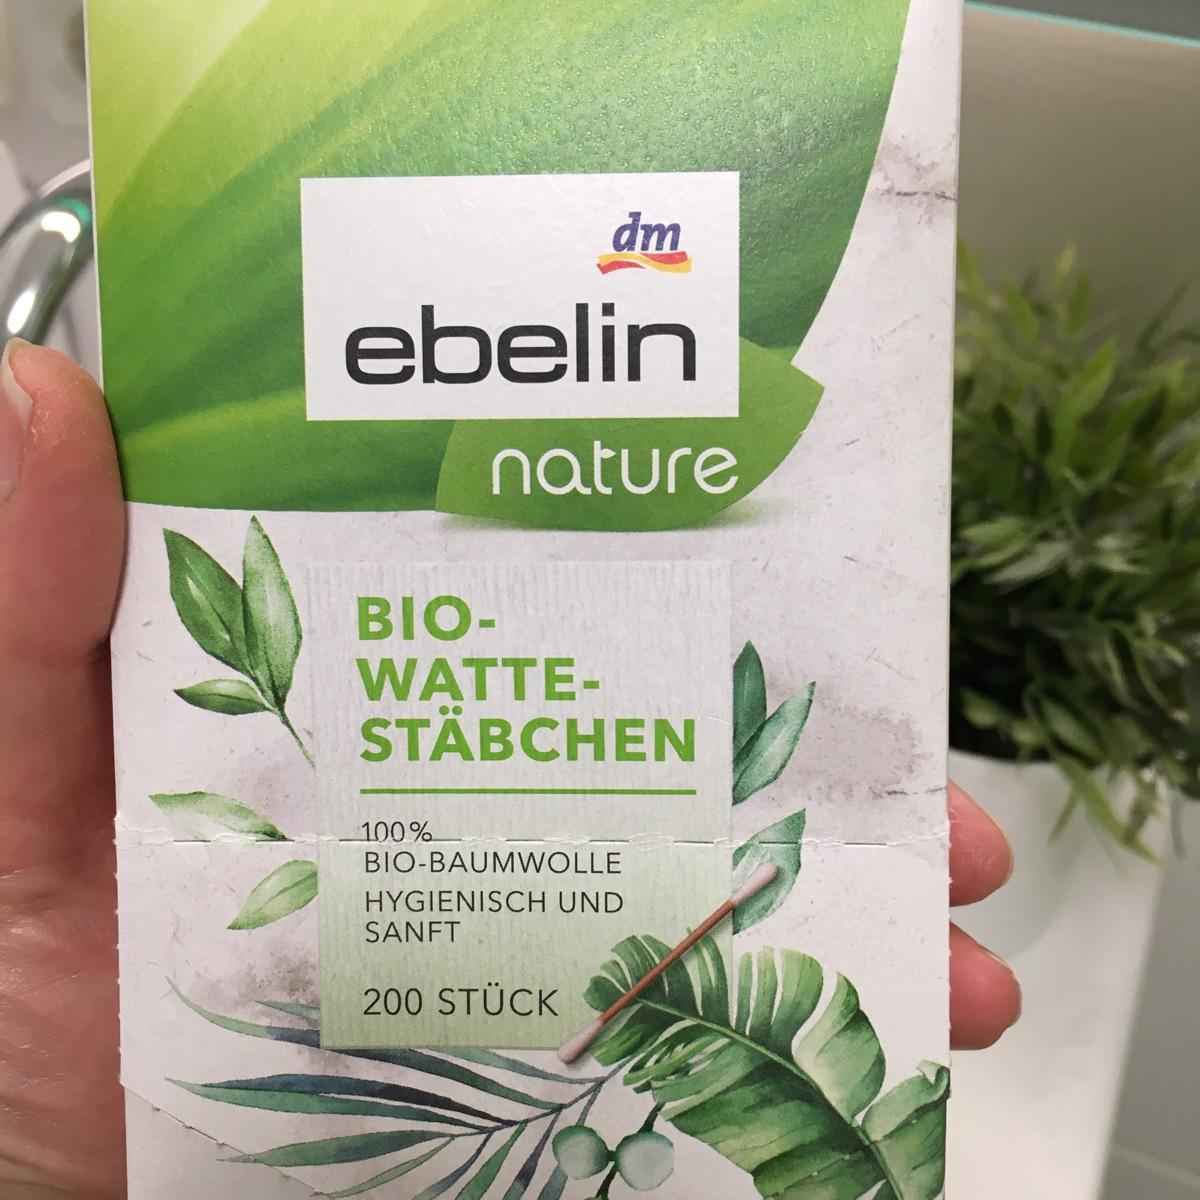 dm
ebelin
nature
BIO-
WATTE-
STÄBCHEN
100%
BIO-BAUMWOLLE
HYGIENISCH UND
SANFT
200 STÜCK